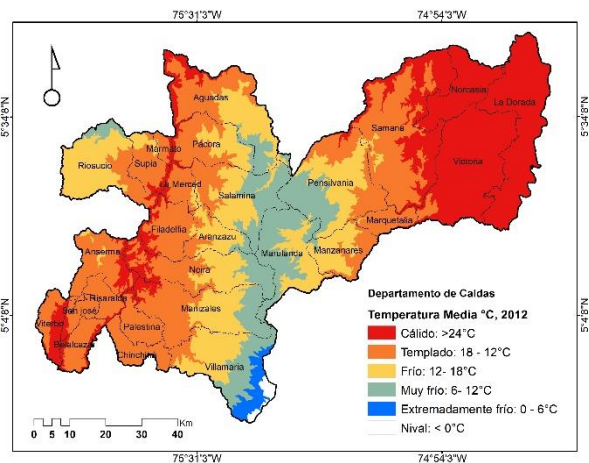 75°31'3"W 74°54'3"W
5°34'8"N 5°34'8"N
5°4'8"N 5°4'8"N
Aguadas
Norcasia
La Dorada
Samaná
Marmato
Pácora
Riosucio
Supía
Victoria
La Merced
Salamina
Pensilvania
Marquetalia
Filadelfia
Aranzazu
Anserma
Marulanda
Manzanares
Neira
Risaralda
San josé
Manizales
Viterbo
Palestina
Belalcazar
Chinchiná
Villamaría
Departamento de Caldas
Temperatura Media °C, 2012
Cálido: >24°C
Templado: 18 - 12°C
Frío: 12- 18°C
Muy frío: 6- 12°C
Extremadamente frío: 0 - 6°C
Nival: < 0°C
Km
0 5 10 20 30 40
75°31'3"W 74°54'3"W